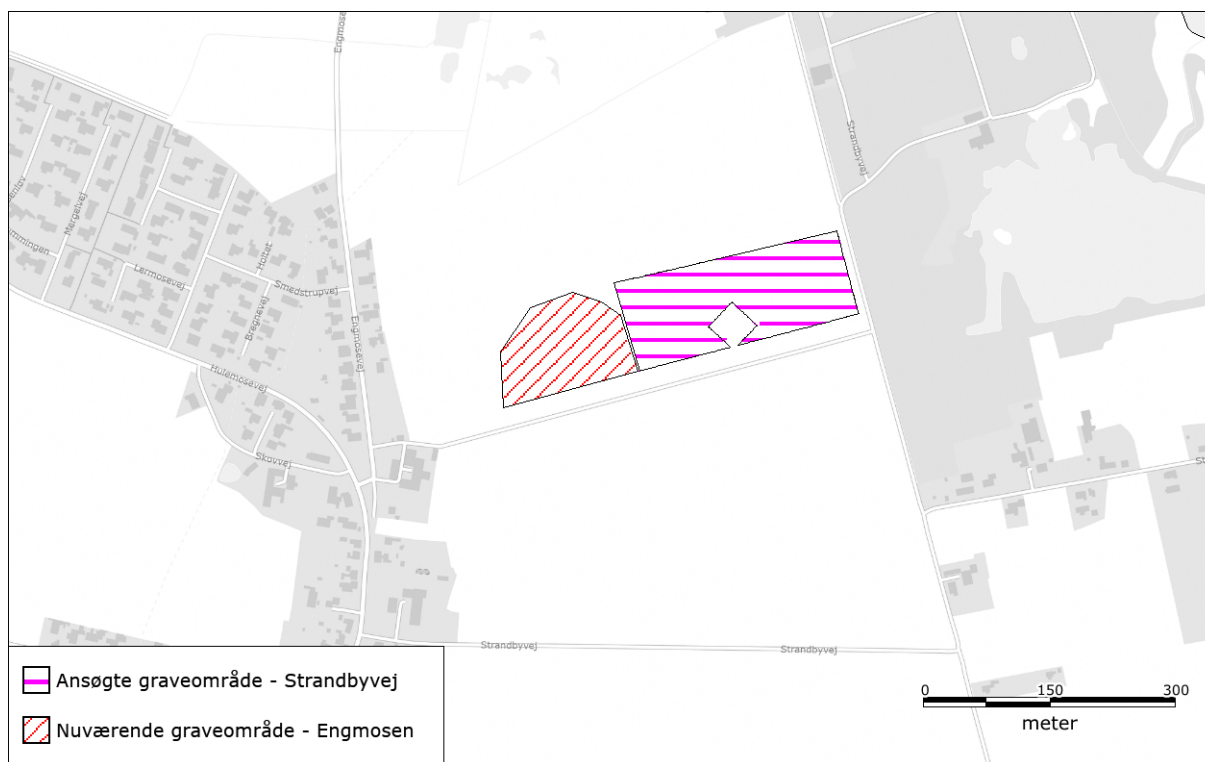 Engmosevej
Strandbyvej
Mergelvej
Holtet
Lermosevej
Smedstrupvej
Bregnevej
Engmosevej
Hulemosevej
Skovvej
Strandbyvej
Strandbyvej
Ansøgte graveområde - Strandbyvej
Nuværende graveområde - Engmosen
0 150 300
meter